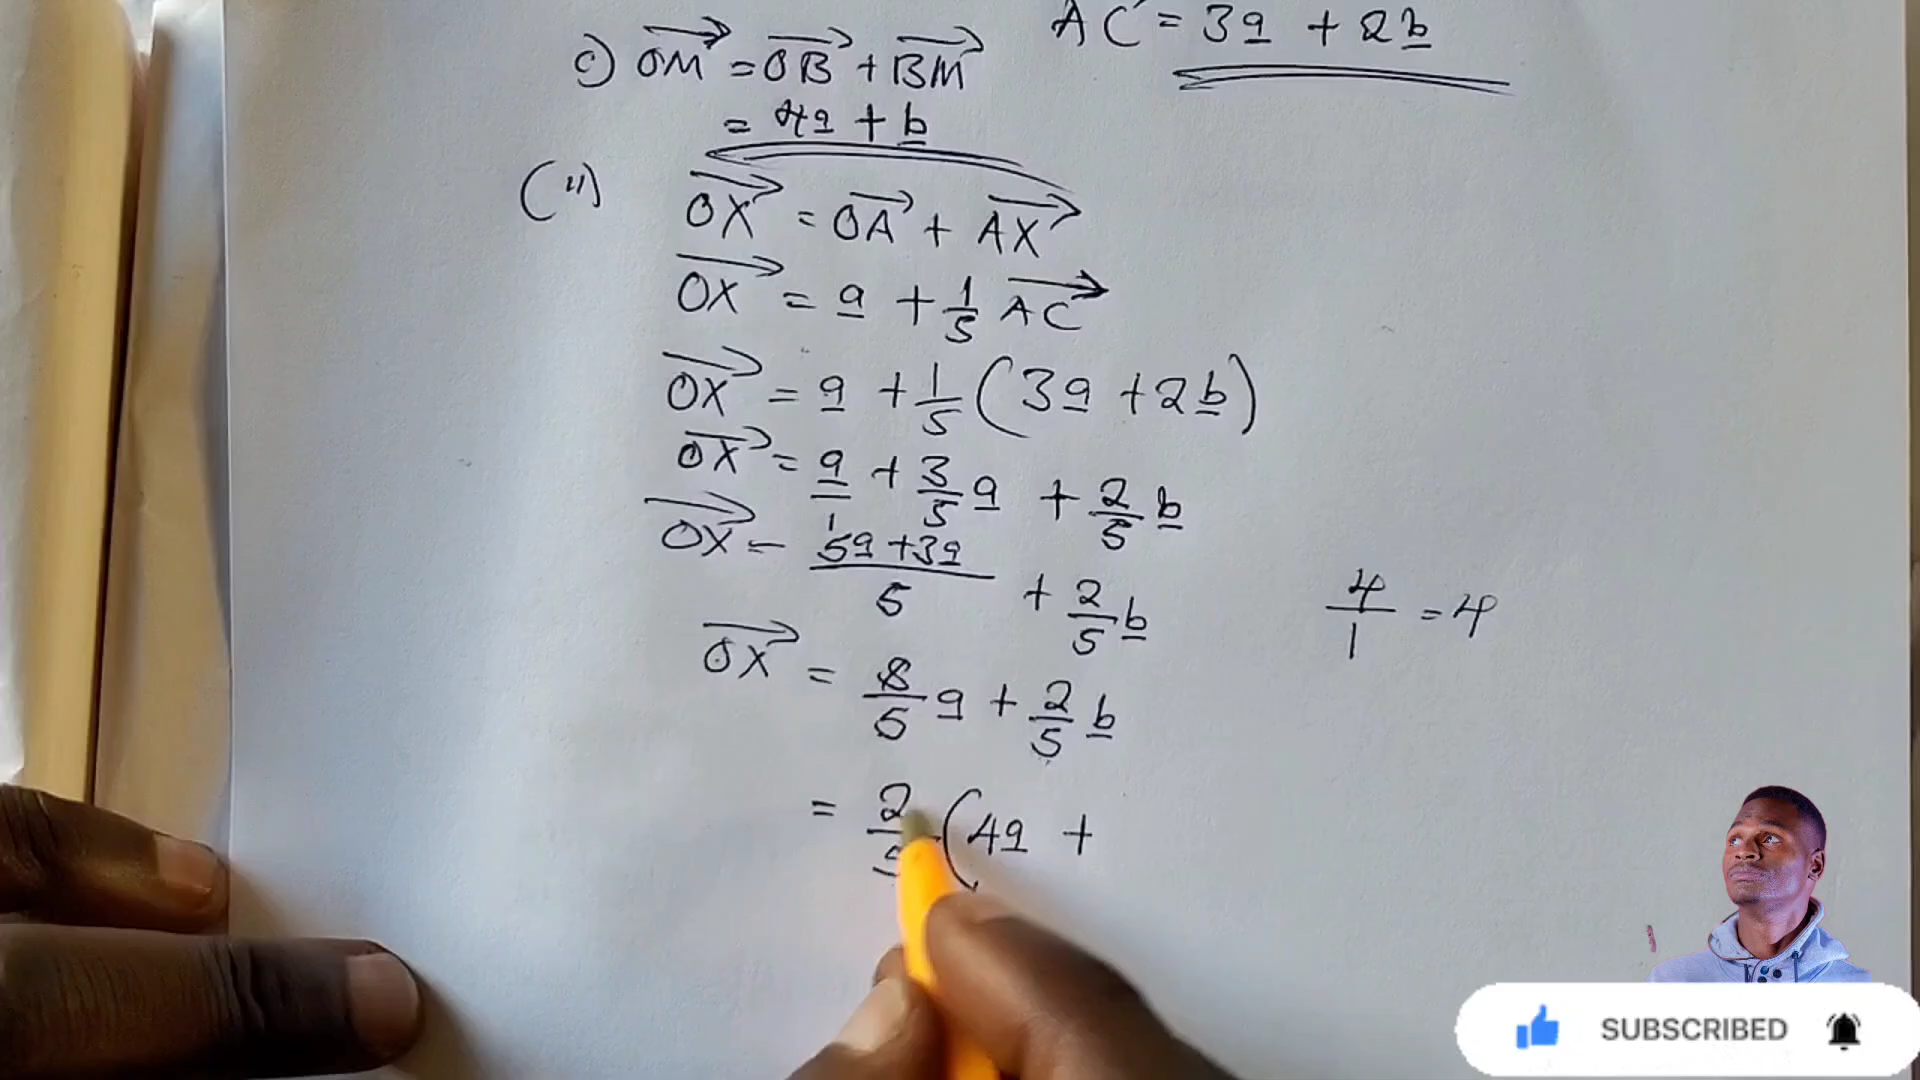 AC = 3a + 2b
c) OM = OB + BM
= 4a + b
(ii) OX = OA + AX
OX = a + 1/5 AC
OX = a + 1/5 (3a + 2b)
OX = a/1 + 3/5 a + 2/5 b
OX = 5a + 3a / 5 + 2/5 b
4/1 = 4
OX = 8/5 a + 2/5 b
= 2/5 (4a +
SUBSCRIBED